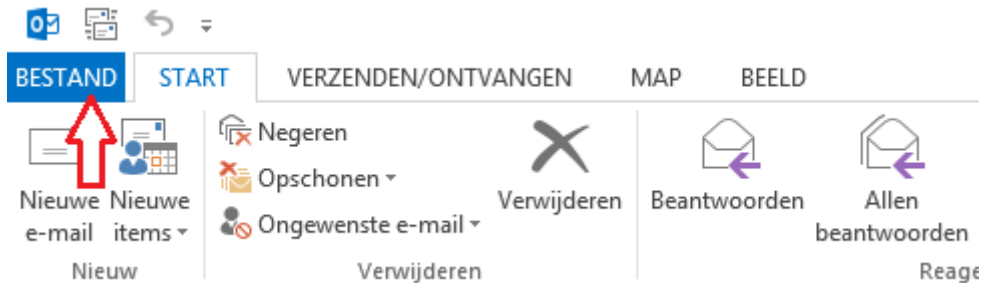 BESTAND START VERZENDEN/ONTVANGEN MAP BEELD
Nieuwe e-mail
Nieuwe items
Negeren
Opschonen
Ongewenste e-mail
Verwijderen
Beantwoorden
Allen
beantwoorden
Nieuw Verwijderen